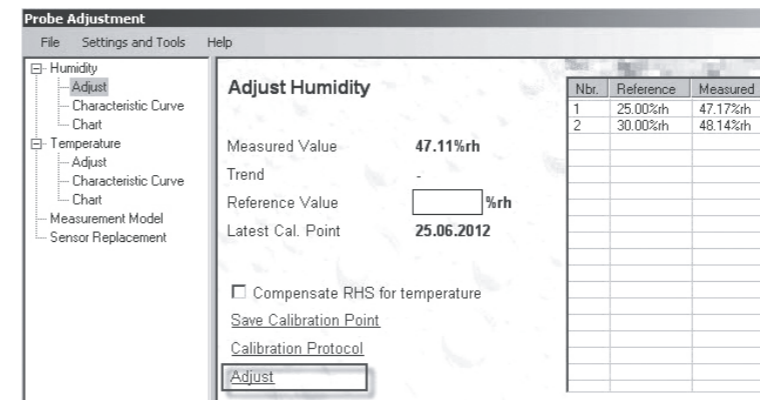 Probe Adjustment
File Settings and Tools Help
Humidity
Adjust
Characteristic Curve
Chart
Temperature
Adjust
Characteristic Curve
Chart
Measurement Model
Sensor Replacement
Adjust Humidity
Measured Value 47.11%rh
Trend -
Reference Value %rh
Latest Cal. Point 25.06.2012
Compensate RHS for temperature
Save Calibration Point
Calibration Protocol
Adjust
Nbr. Reference Measured
1 25.00%rh 47.17%rh
2 30.00%rh 48.14%rh